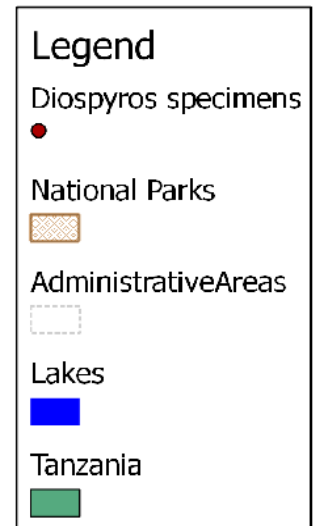 Legend
Diospyros specimens
National Parks
AdministrativeAreas
Lakes
Tanzania